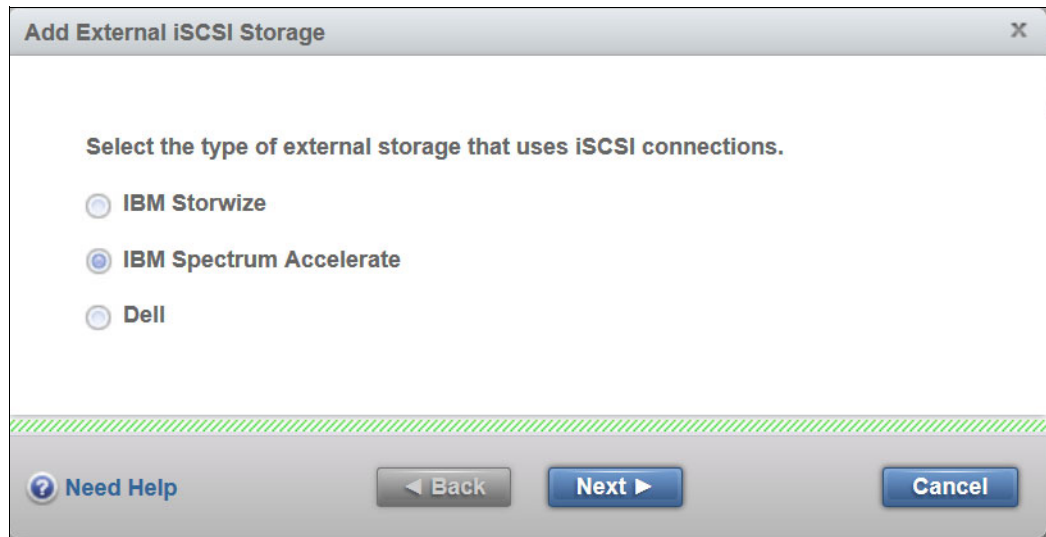 Add External iSCSI Storage
x
Select the type of external storage that uses iSCSI connections.
IBM Storwize
IBM Spectrum Accelerate
Dell
? Need Help
◄ Back
Next ►
Cancel